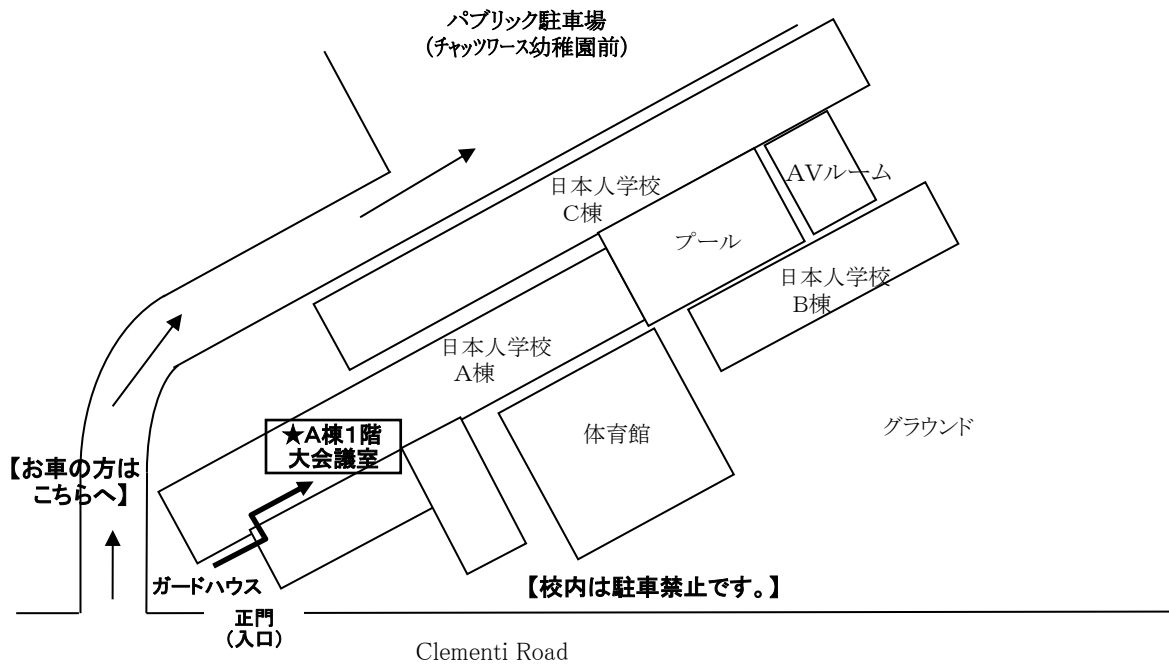 パブリック駐車場
(チャッツワース幼稚園前)
AVルーム
日本人学校
C棟
プール
日本人学校
B棟
日本人学校
A棟
体育館
グラウンド
★A棟1階
大会議室
【お車の方は
こちらへ】
ガードハウス
【校内は駐車禁止です。】
正門
(入口)
Clementi Road